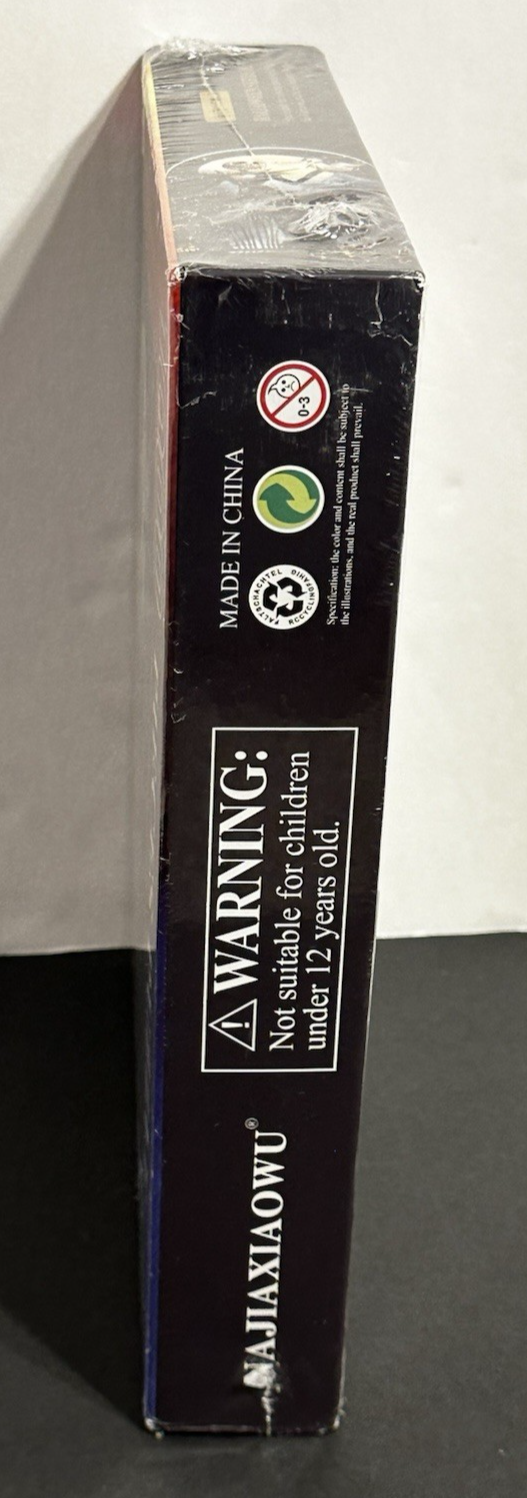 NAJIAXIAOWU®
WARNING:
Not suitable for children
under 12 years old.
MADE IN CHINA
FALTSCHACHTEL
0-3
Specification: the color and content shall be subject to
the illustrations, and the real product shall prevail.